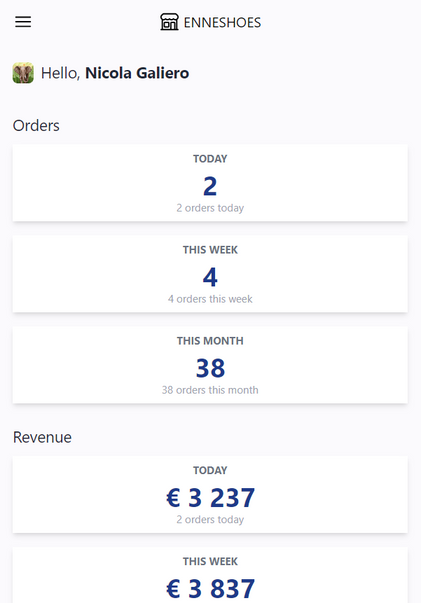 ENNESHOES
Hello, Nicola Galiero
Orders
TODAY
2
2 orders today
THIS WEEK
4
4 orders this week
THIS MONTH
38
38 orders this month
Revenue
TODAY
€ 3 237
2 orders today
THIS WEEK
€ 3 837